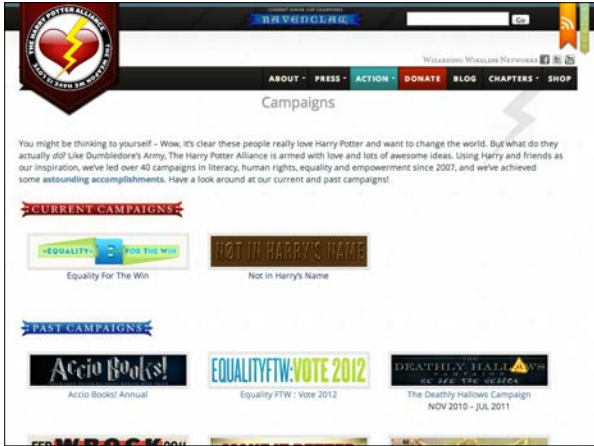 THE HARRY POTTER ALLIANCE
THE WEAPON WE HAVE IS LOVE
CURRENT HOUSE CUP CHAMPIONS
RAVENCLAW
Go
WIZARDING WIRELESS NETWORKS
ABOUT PRESS ACTION DONATE BLOG CHAPTERS SHOP
Campaigns
You might be thinking to yourself – Wow, it's clear these people really love Harry Potter and want to change the world. But what do they
actually do? Like Dumbledore's Army, The Harry Potter Alliance is armed with love and lots of awesome ideas. Using Harry and friends as
our inspiration, we've led over 40 campaigns in literacy, human rights, equality and empowerment since 2007, and we've achieved
some astounding accomplishments. Have a look around at our current and past campaigns!
CURRENT CAMPAIGNS
EQUALITY FOR THE WIN
NOT IN HARRY'S NAME
Equality For The Win
Not in Harry's Name
PAST CAMPAIGNS
Accio Books!
EQUALITYFTW:VOTE 2012
DEATHLY HALLOWS
CAMPAIGN
Accio Books! Annual
Equality FTW : Vote 2012
The Deathly Hallows Campaign
NOV 2010 – JUL 2011